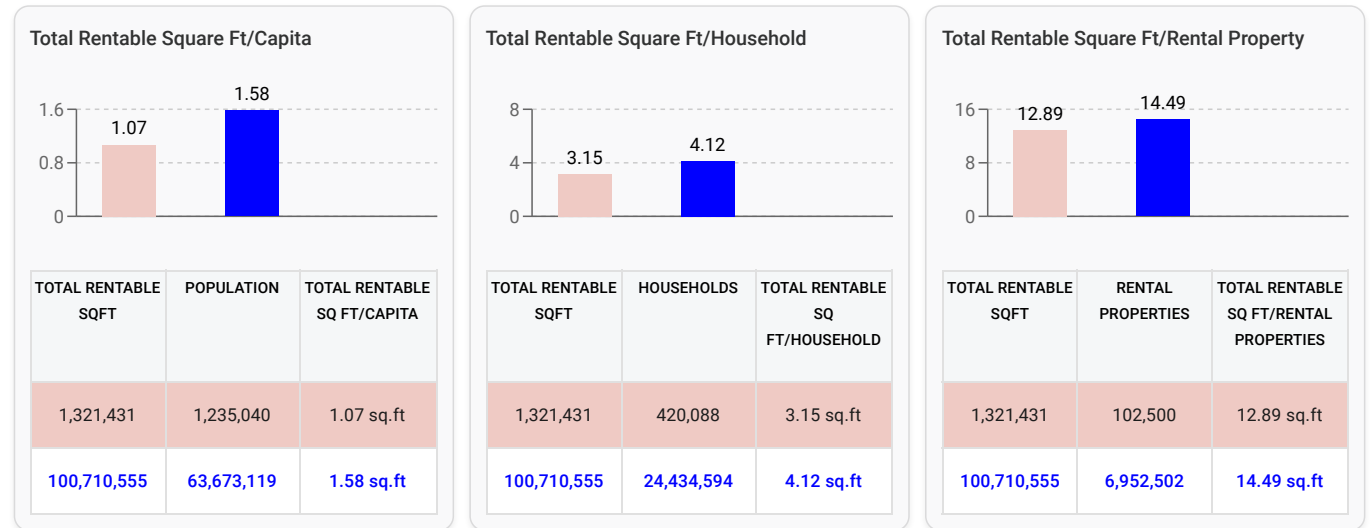 Total Rentable Square Ft/Capita
1.6
0.8
0
1.07
1.58
TOTAL RENTABLE SQFT
POPULATION
TOTAL RENTABLE SQ FT/CAPITA
1,321,431
1,235,040
1.07 sq.ft
100,710,555
63,673,119
1.58 sq.ft
Total Rentable Square Ft/Household
8
4
0
3.15
4.12
TOTAL RENTABLE SQFT
HOUSEHOLDS
TOTAL RENTABLE SQ FT/HOUSEHOLD
1,321,431
420,088
3.15 sq.ft
100,710,555
24,434,594
4.12 sq.ft
Total Rentable Square Ft/Rental Property
16
8
0
12.89
14.49
TOTAL RENTABLE SQFT
RENTAL PROPERTIES
TOTAL RENTABLE SQ FT/RENTAL PROPERTIES
1,321,431
102,500
12.89 sq.ft
100,710,555
6,952,502
14.49 sq.ft